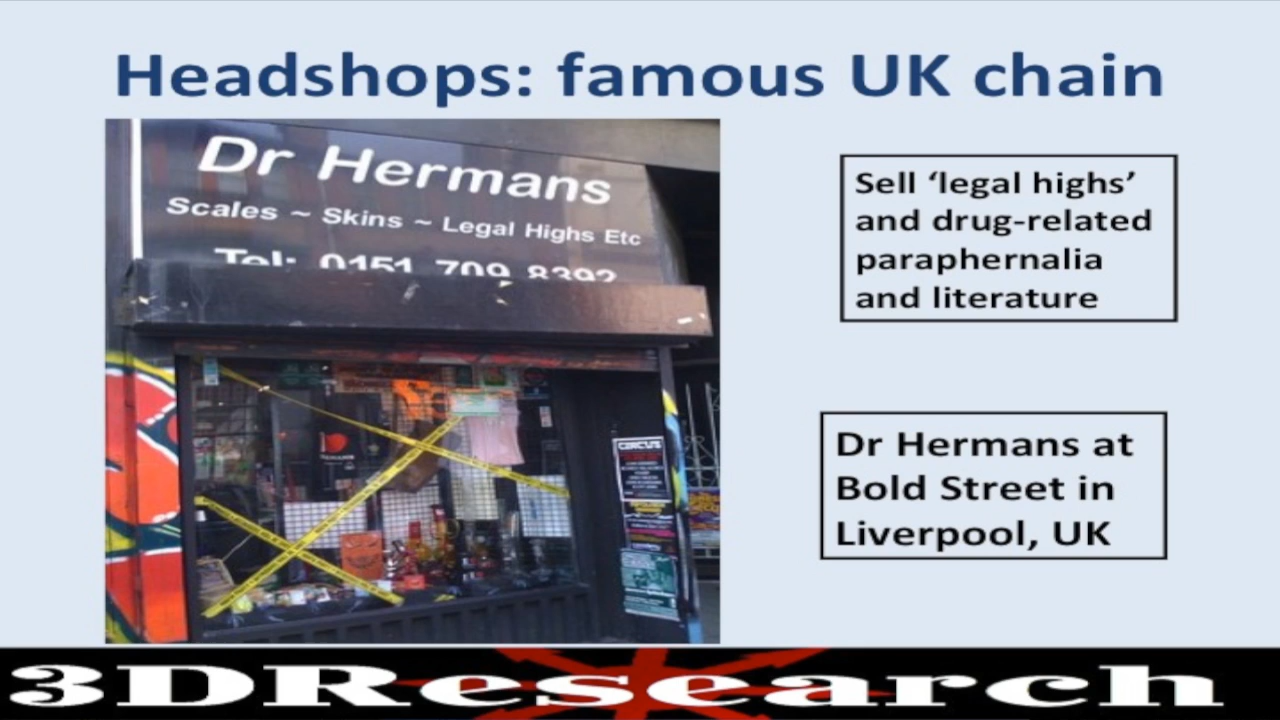 Headshops: famous UK chain
Dr Hermans
Scales ~ Skins ~ Legal Highs Etc
Tel: 0151 709 8392
Sell ‘legal highs’
and drug-related
paraphernalia
and literature
CIRCUS
Dr Hermans at
Bold Street in
Liverpool, UK
3DResearch